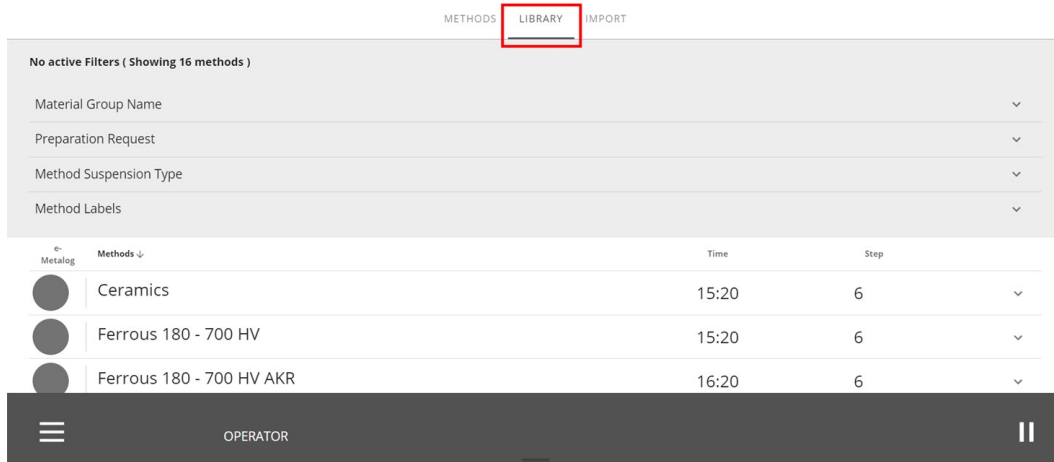 METHODS LIBRARY IMPORT
No active Filters ( Showing 16 methods )
Material Group Name
Preparation Request
Method Suspension Type
Method Labels
e-
Metalog Methods Time Step
Ceramics 15:20 6
Ferrous 180 - 700 HV 15:20 6
Ferrous 180 - 700 HV AKR 16:20 6
OPERATOR